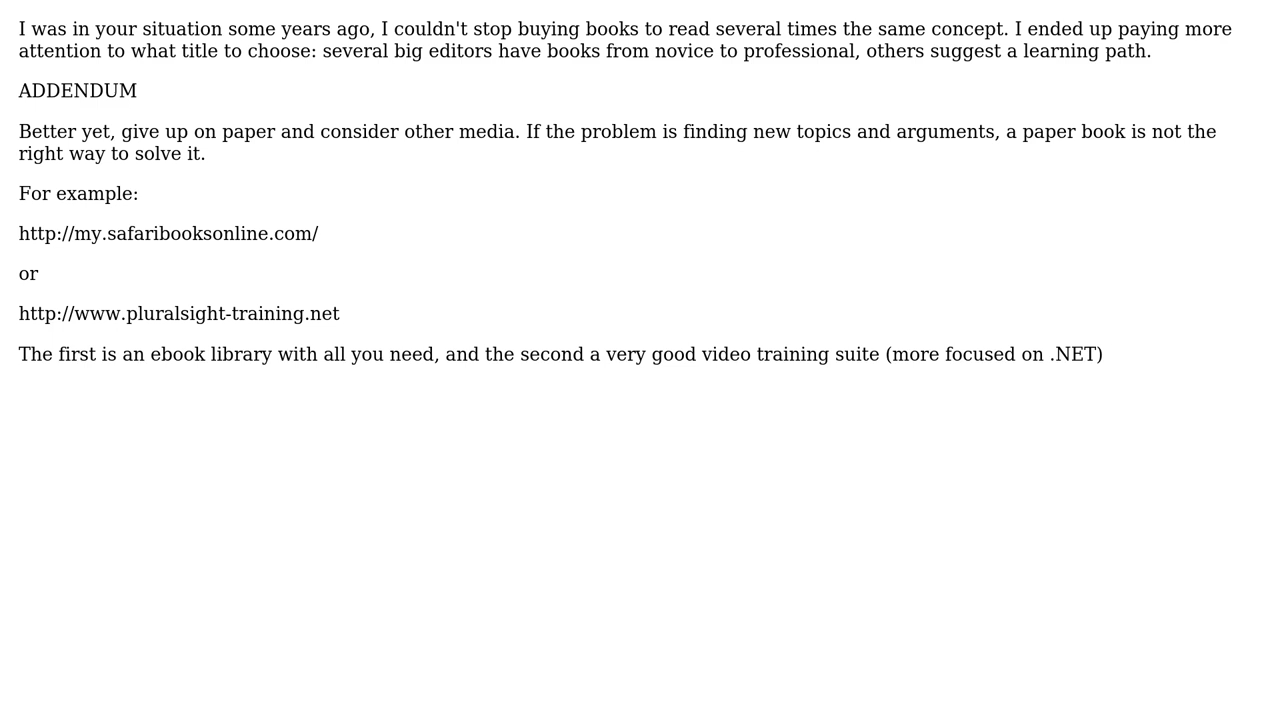 I was in your situation some years ago, I couldn't stop buying books to read several times the same concept. I ended up paying more
attention to what title to choose: several big editors have books from novice to professional, others suggest a learning path.
ADDENDUM
Better yet, give up on paper and consider other media. If the problem is finding new topics and arguments, a paper book is not the
right way to solve it.
For example:
http://my.safaribooksonline.com/
or
http://www.pluralsight-training.net
The first is an ebook library with all you need, and the second a very good video training suite (more focused on .NET)